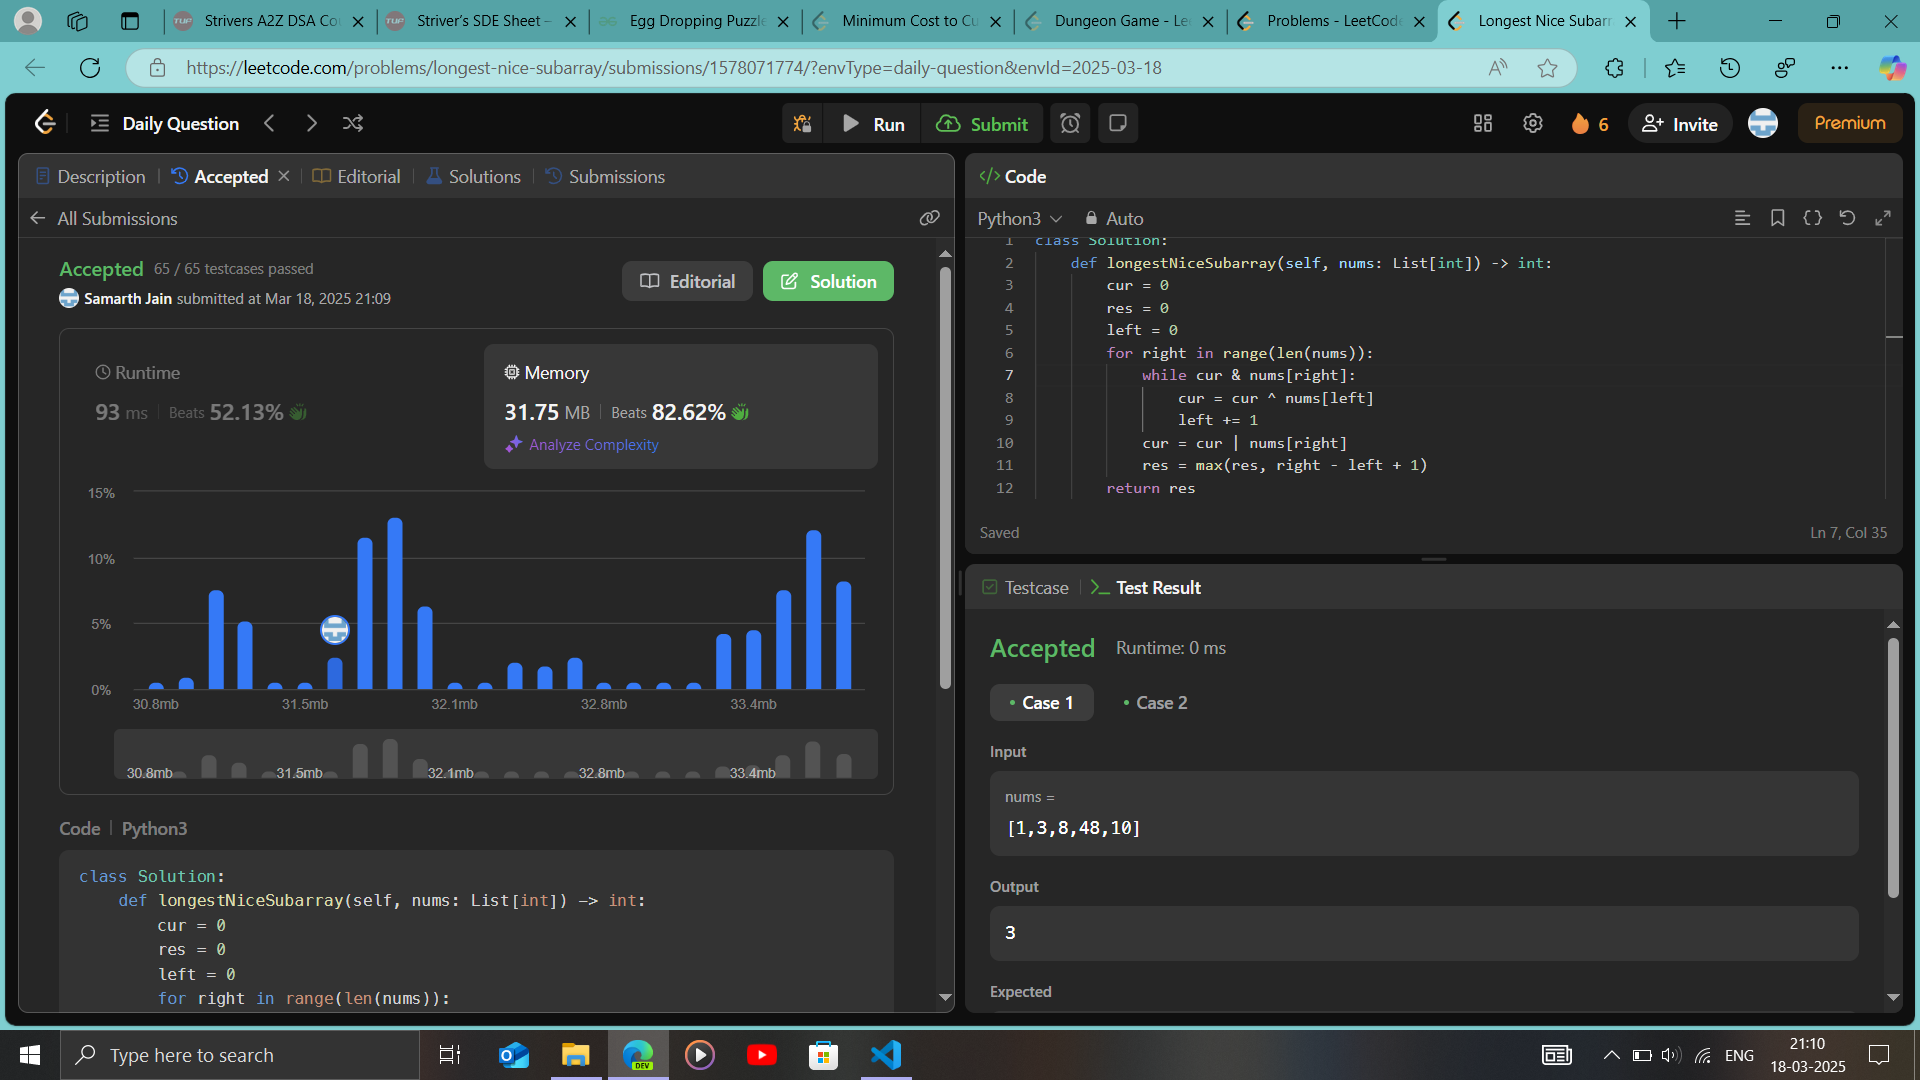 Strivers A2Z DSA Cou
Striver's SDE Sheet –
Egg Dropping Puzzle
Minimum Cost to Cu
Dungeon Game - Lee
Problems - LeetCode
Longest Nice Subarr
https://leetcode.com/problems/longest-nice-subarray/submissions/1578071774/?envType=daily-question&envId=2025-03-18
Daily Question
Run
Submit
6
Invite
Premium
Description
Accepted
Editorial
Solutions
Submissions
All Submissions
Accepted 65 / 65 testcases passed
Samarth Jain submitted at Mar 18, 2025 21:09
Editorial
Solution
Runtime
93 ms
Beats 52.13%
Memory
31.75 MB
Beats 82.62%
Analyze Complexity
15%
10%
5%
0%
30.8mb 31.5mb 32.1mb 32.8mb 33.4mb
30.8mb 31.5mb 32.1mb 32.8mb 33.4mb
Code | Python3
class Solution:
def longestNiceSubarray(self, nums: List[int]) -> int:
cur = 0
res = 0
left = 0
for right in range(len(nums)):
</> Code
Python3
Auto
1 class Solution:
2 def longestNiceSubarray(self, nums: List[int]) -> int:
3 cur = 0
4 res = 0
5 left = 0
6 for right in range(len(nums)):
7 while cur & nums[right]:
8 cur = cur ^ nums[left]
9 left += 1
10 cur = cur | nums[right]
11 res = max(res, right - left + 1)
12 return res
Saved
Ln 7, Col 35
Testcase
Test Result
Accepted Runtime: 0 ms
Case 1
Case 2
Input
nums =
[1,3,8,48,10]
Output
3
Expected
Type here to search
DEV
ENG
21:10
18-03-2025